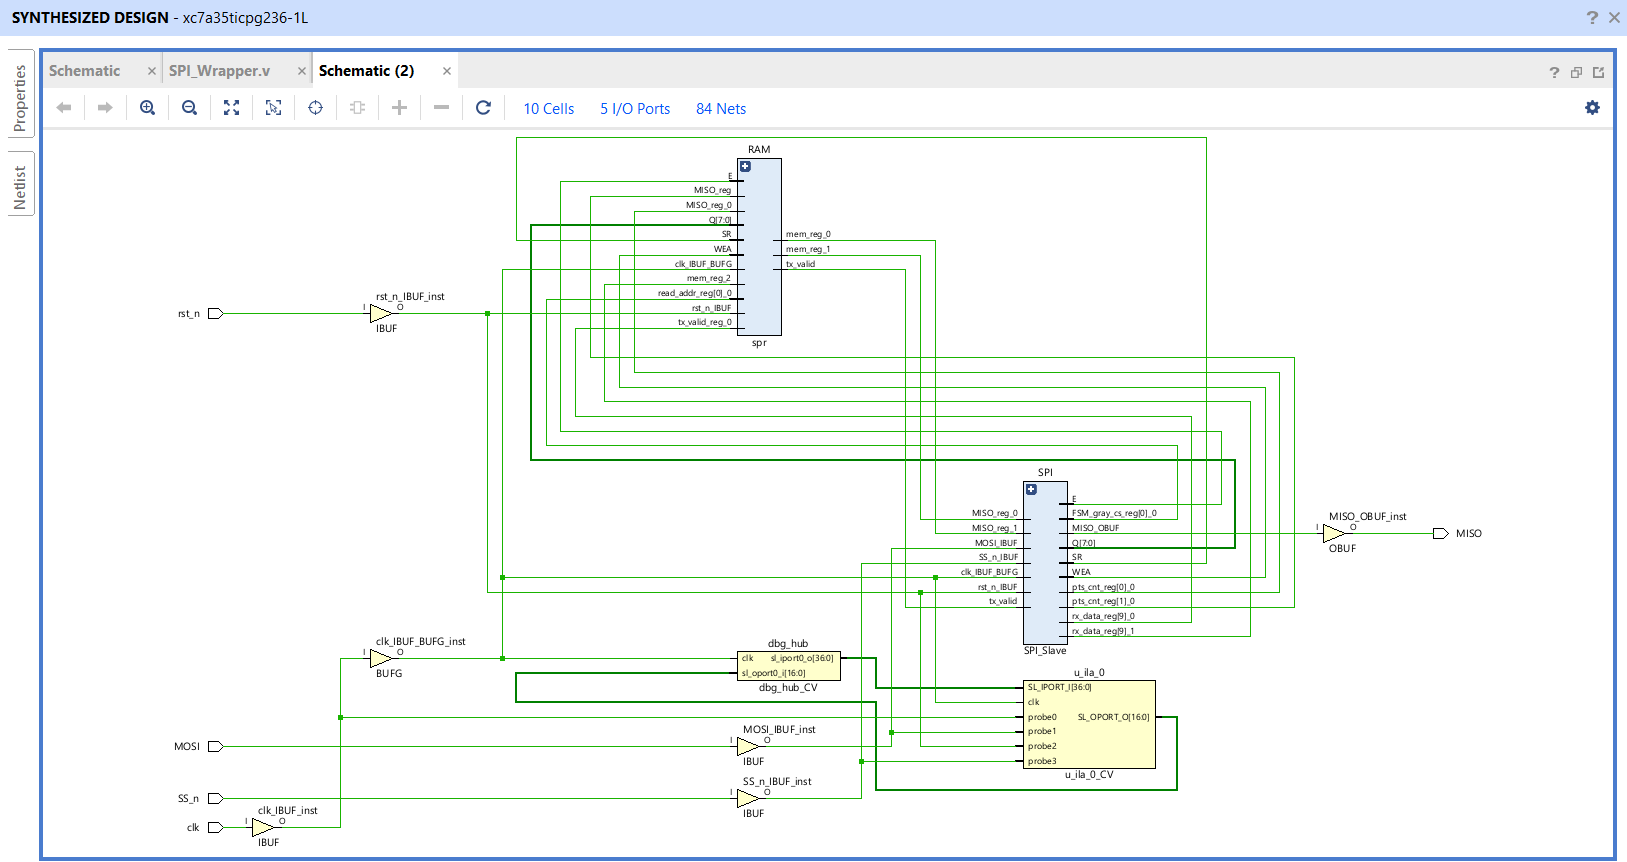 SYNTHESIZED DESIGN - xc7a35ticpg236-1L
? ×
Properties
Netlist
Schematic ×
SPI_Wrapper.v ×
Schematic (2) ×
?
10 Cells
5 I/O Ports
84 Nets
RAM
E
MISO_reg
MISO_reg_0
Q[7:0]
SR
WEA
clk_IBUF_BUFG
mem_reg_2
read_addr_reg[0]_0
rst_n_IBUF
tx_valid_reg_0
mem_reg_0
mem_reg_1
tx_valid
spr
rst_n
rst_n_IBUF_inst
I
O
IBUF
SPI
MISO_reg_0
MISO_reg_1
MOSI_IBUF
SS_n_IBUF
clk_IBUF_BUFG
rst_n_IBUF
tx_valid
E
FSM_gray_cs_reg[0]_0
MISO_OBUF
Q[7:0]
SR
WEA
pts_cnt_reg[0]_0
pts_cnt_reg[1]_0
rx_data_reg[9]_0
rx_data_reg[9]_1
SPI_Slave
MISO_OBUF_inst
I
O
OBUF
MISO
clk_IBUF_BUFG_inst
I
O
BUFG
dbg_hub
clk
sl_iport0_o[36:0]
sl_oport0_i[16:0]
dbg_hub_CV
u_ila_0
SL_IPORT_I[36:0]
clk
probe0
SL_OPORT_O[16:0]
probe1
probe2
probe3
u_ila_0_CV
MOSI
MOSI_IBUF_inst
I
O
IBUF
SS_n
SS_n_IBUF_inst
I
O
IBUF
clk
clk_IBUF_inst
I
O
IBUF